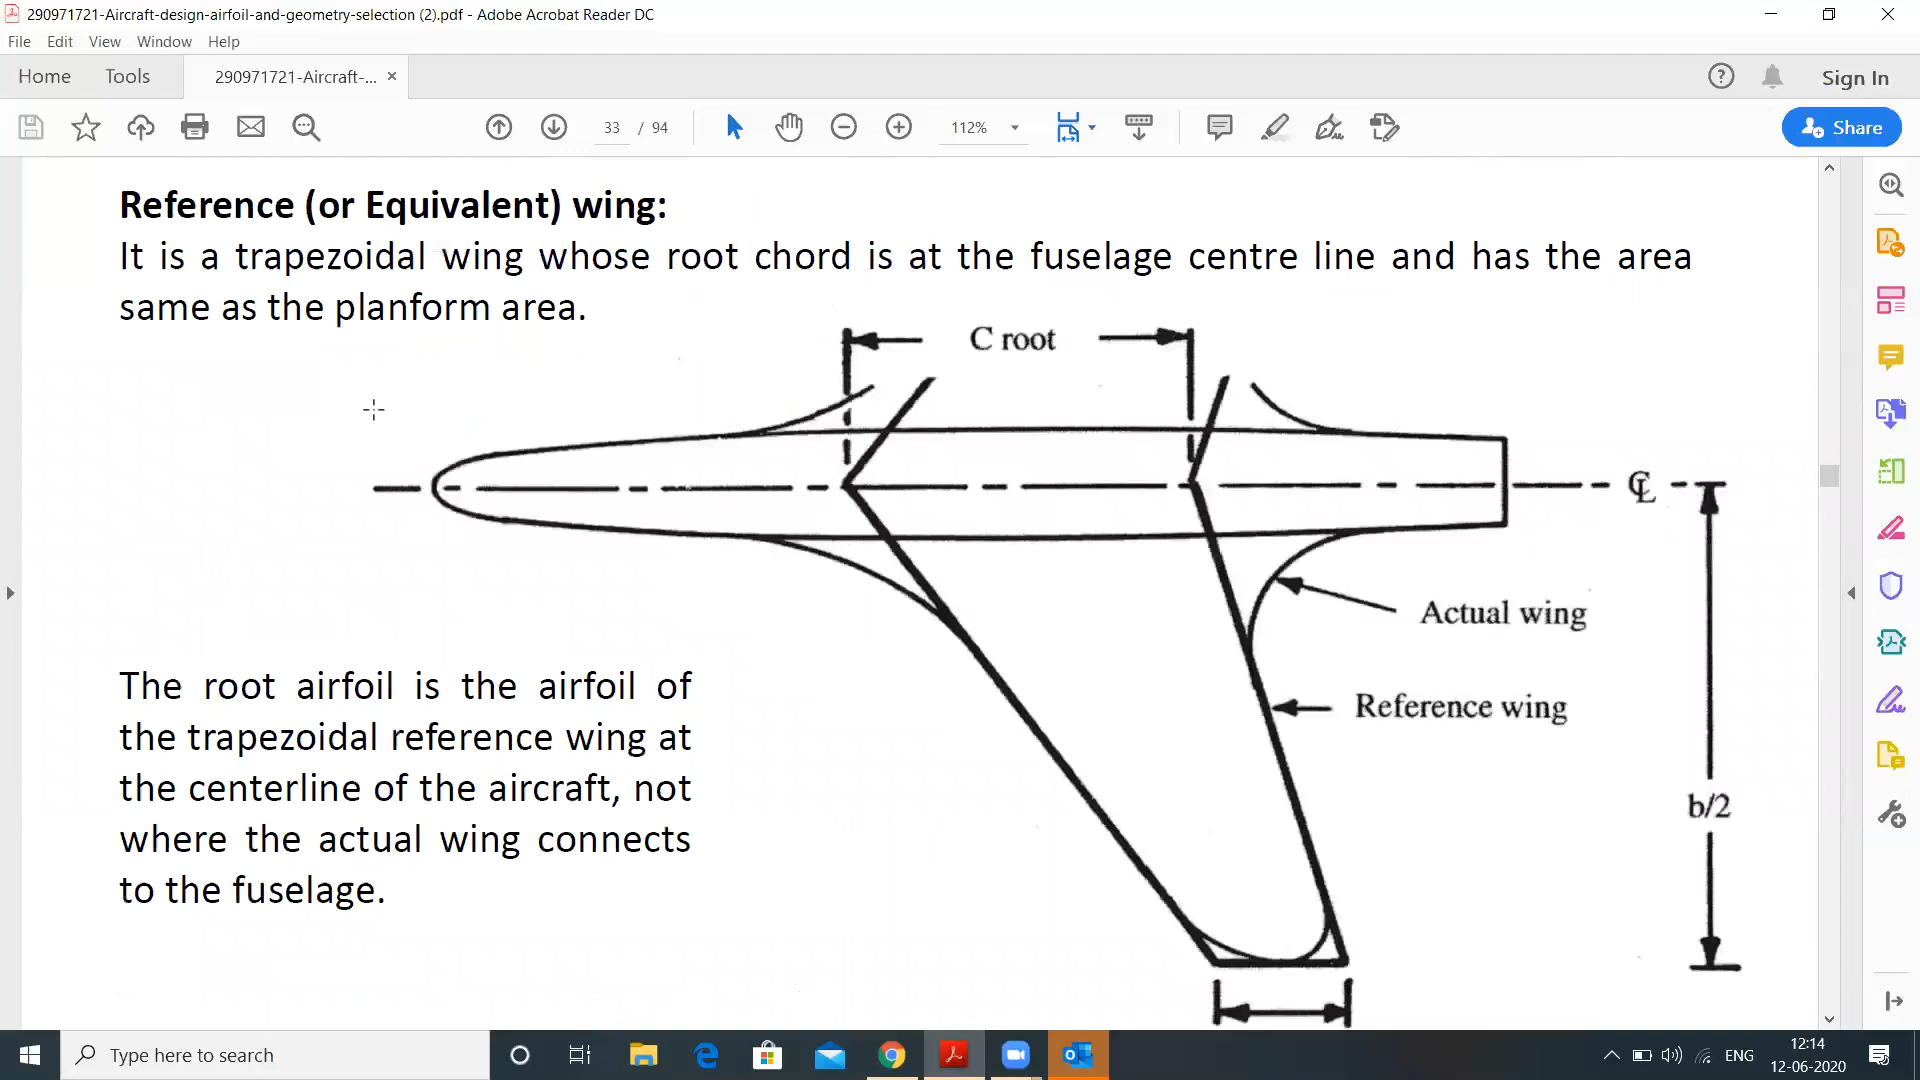 290971721-Aircraft-design-airfoil-and-geometry-selection (2).pdf - Adobe Acrobat Reader DC
File Edit View Window Help
Home Tools 290971721-Aircraft-... × Sign In
33 / 94 112% Share
Reference (or Equivalent) wing:
It is a trapezoidal wing whose root chord is at the fuselage centre line and has the area
same as the planform area.
C root
℄
Actual wing
The root airfoil is the airfoil of
the trapezoidal reference wing at
the centerline of the aircraft, not
where the actual wing connects
to the fuselage.
Reference wing
b/2
Type here to search
ENG
12:14
12-06-2020